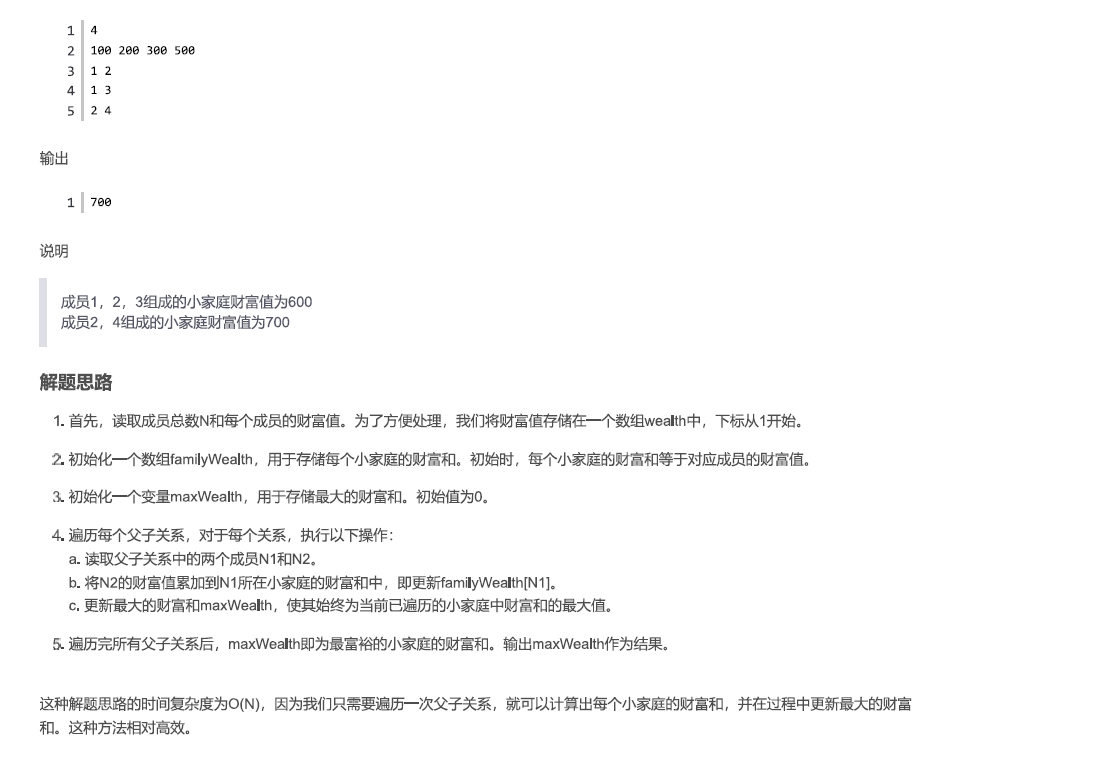 1 4
2 100 200 300 500
3 1 2
4 1 3
5 2 4
输出
1 700
说明
成员1，2，3组成的小家庭财富值为600
成员2，4组成的小家庭财富值为700
解题思路
1. 首先，读取成员总数N和每个成员的财富值。为了方便处理，我们将财富值存储在一个数组wealth中，下标从1开始。
2. 初始化一个数组familyWealth，用于存储每个小家庭的财富和。初始时，每个小家庭的财富和等于对应成员的财富值。
3. 初始化一个变量maxWealth，用于存储最大的财富和。初始值为0。
4. 遍历每个父子关系，对于每个关系，执行以下操作：
a. 读取父子关系中的两个成员N1和N2。
b. 将N2的财富值累加到N1所在小家庭的财富和中，即更新familyWealth[N1]。
c. 更新最大的财富和maxWealth，使其始终为当前已遍历的小家庭中财富和的最大值。
5. 遍历完所有父子关系后，maxWealth即为最富裕的小家庭的财富和。输出maxWealth作为结果。
这种解题思路的时间复杂度为O(N)，因为我们只需要遍历一次父子关系，就可以计算出每个小家庭的财富和，并在过程中更新最大的财富
和。这种方法相对高效。